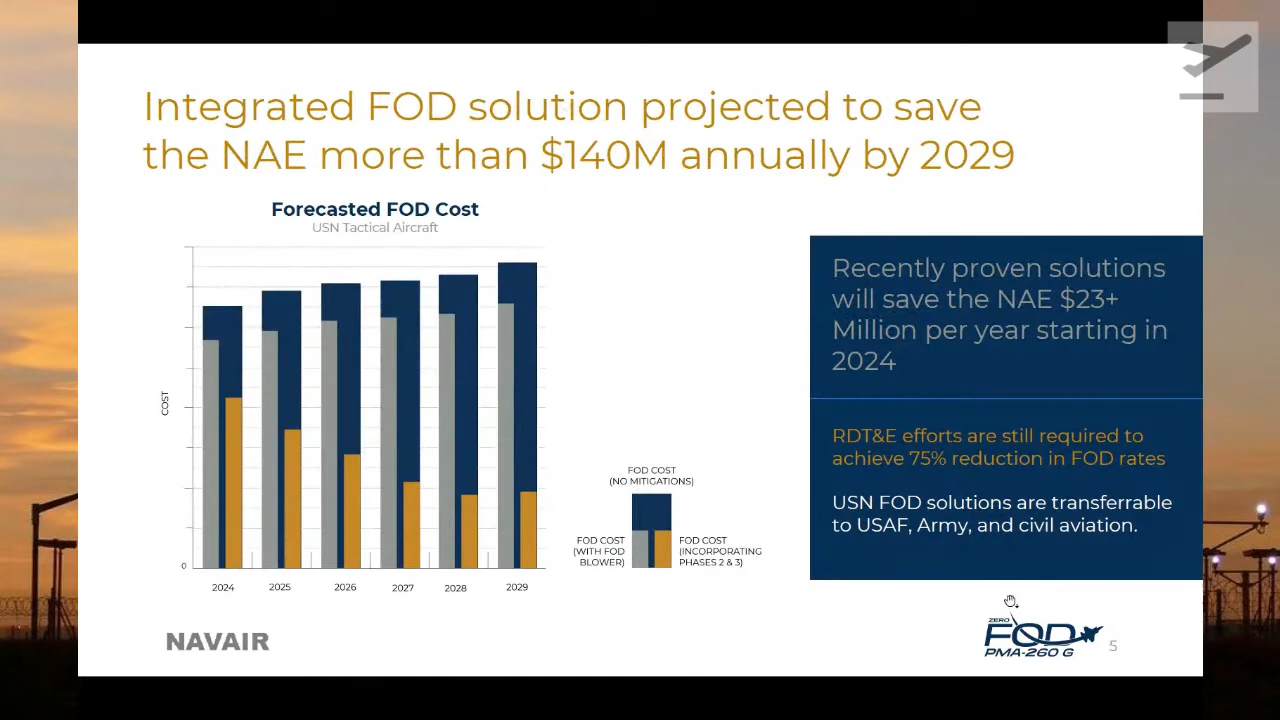 Integrated FOD solution projected to save
the NAE more than $140M annually by 2029
Forecasted FOD Cost
USN Tactical Aircraft
COST
0
2024
2025
2026
2027
2028
2029
FOD COST
(NO MITIGATIONS)
FOD COST
(WITH FOD
BLOWER)
FOD COST
(INCORPORATING
PHASES 2 & 3)
Recently proven solutions
will save the NAE $23+
Million per year starting in
2024
RDT&E efforts are still required to
achieve 75% reduction in FOD rates
USN FOD solutions are transferrable
to USAF, Army, and civil aviation.
NAVAIR
ZERO
FOD
PMA-260 G
5